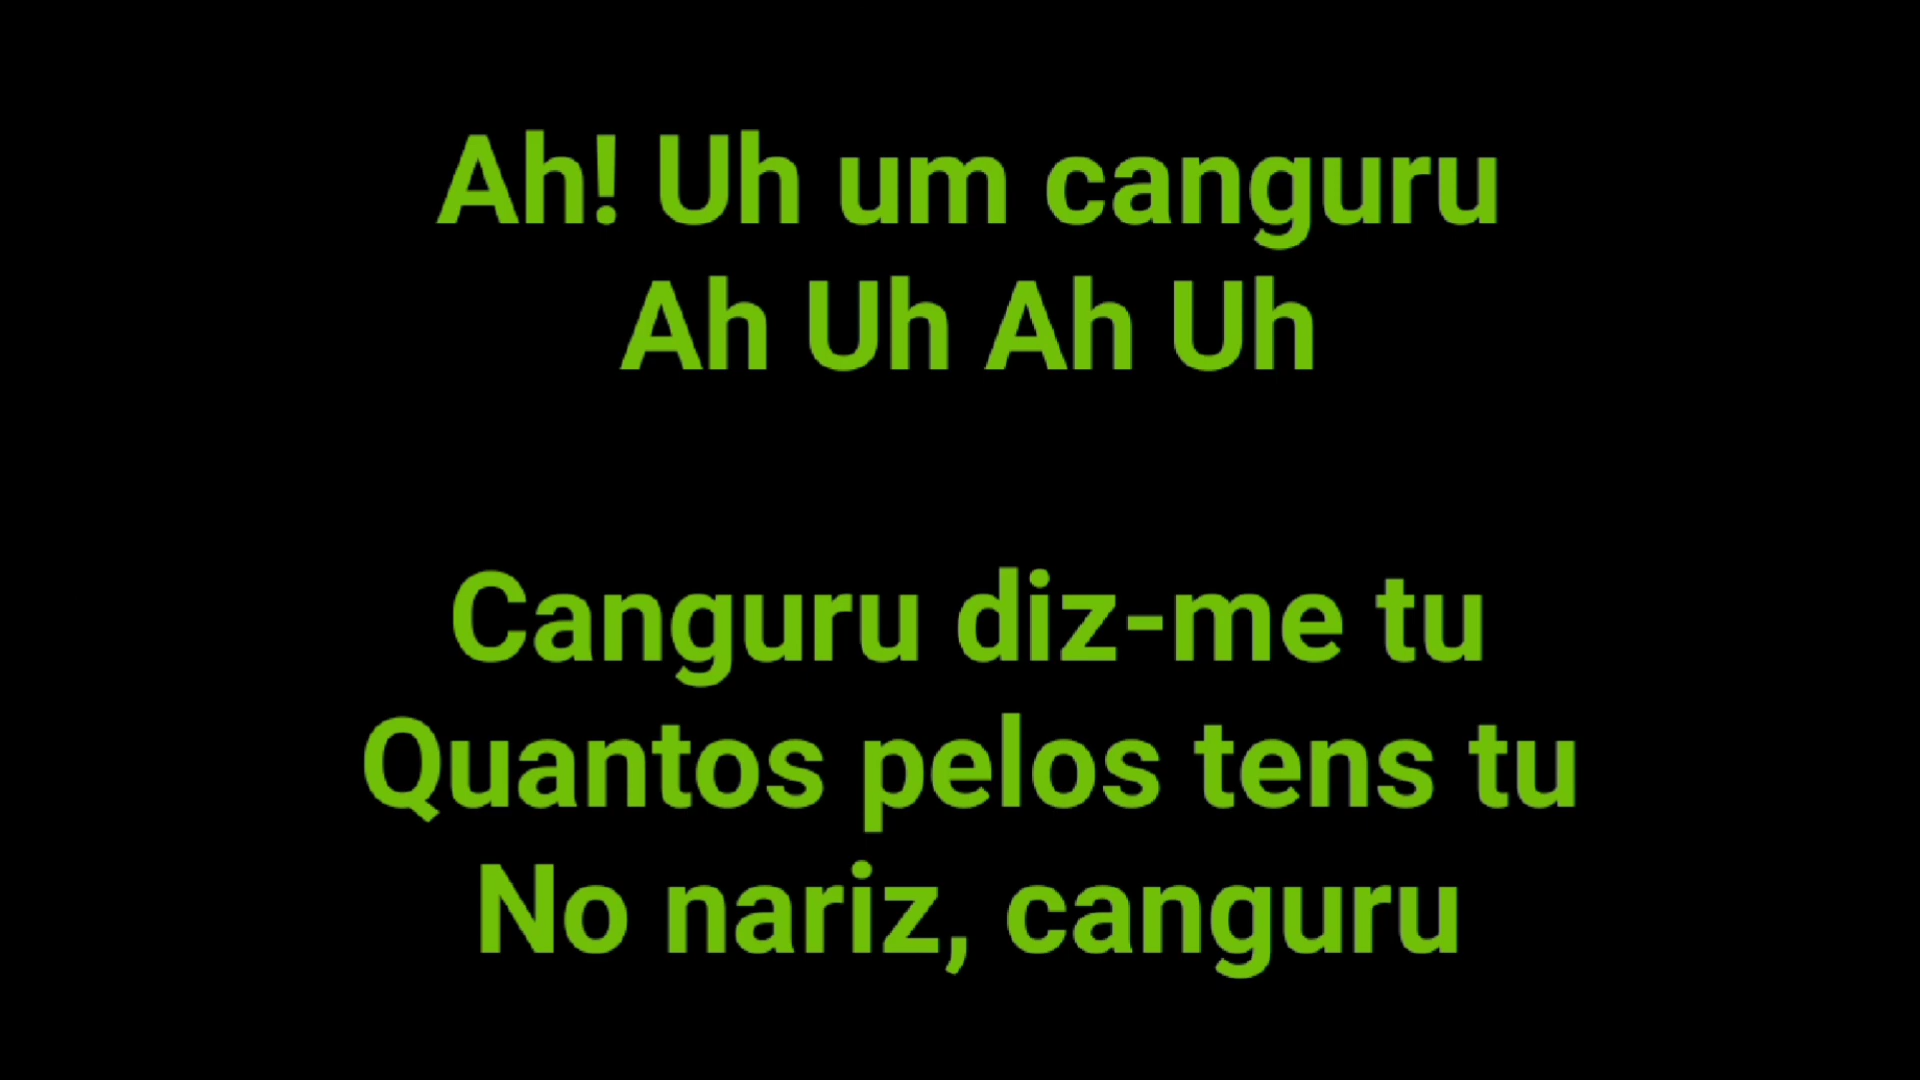 Ah! Uh um canguru
Ah Uh Ah Uh
Canguru diz-me tu
Quantos pelos tens tu
No nariz, canguru